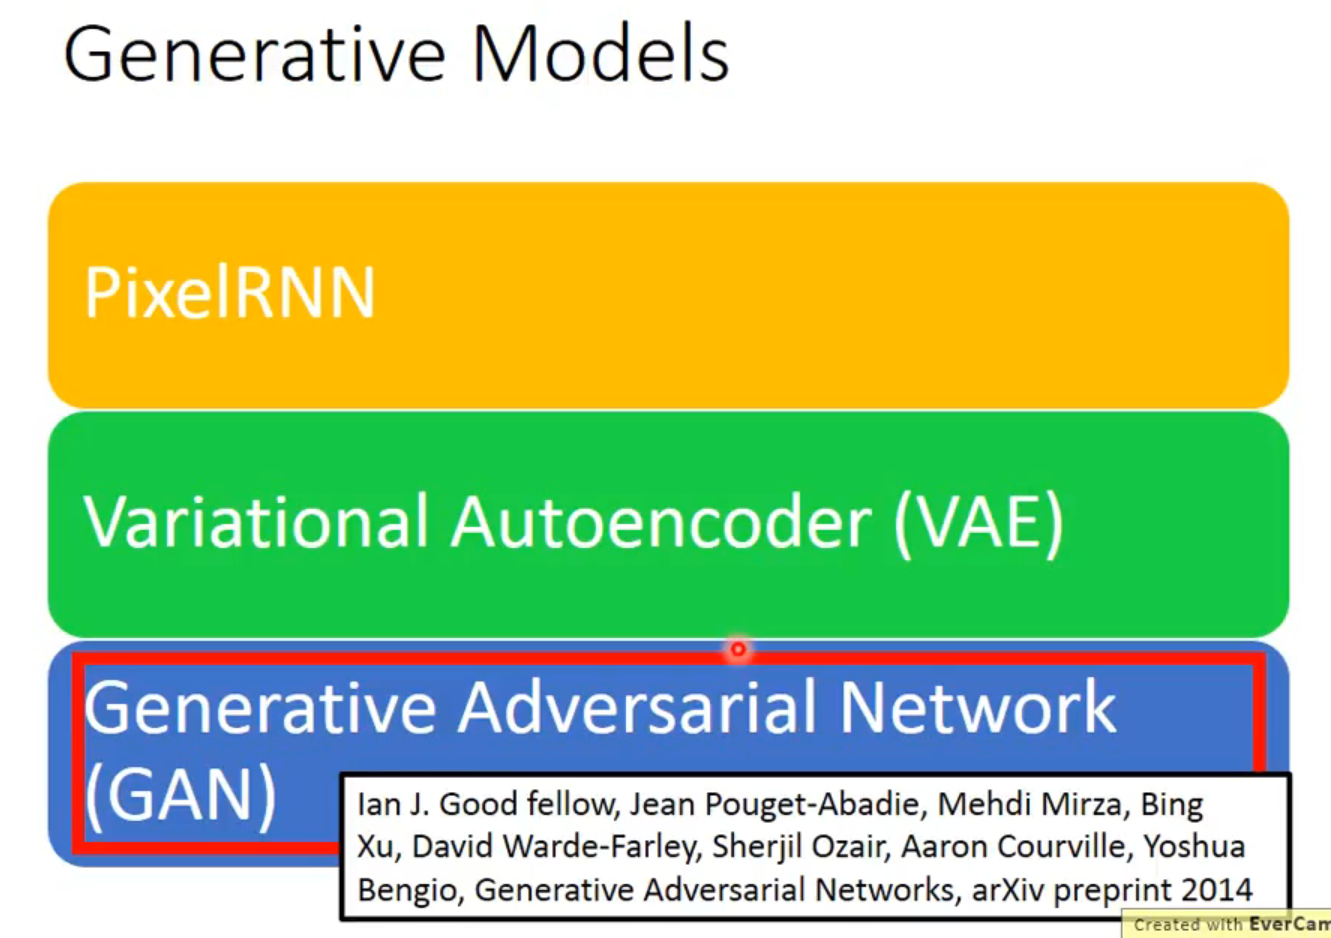 Generative Models
PixelRNN
Variational Autoencoder (VAE)
Generative Adversarial Network
(GAN)
Ian J. Good fellow, Jean Pouget-Abadie, Mehdi Mirza, Bing
Xu, David Warde-Farley, Sherjil Ozair, Aaron Courville, Yoshua
Bengio, Generative Adversarial Networks, arXiv preprint 2014
Created with EverCam